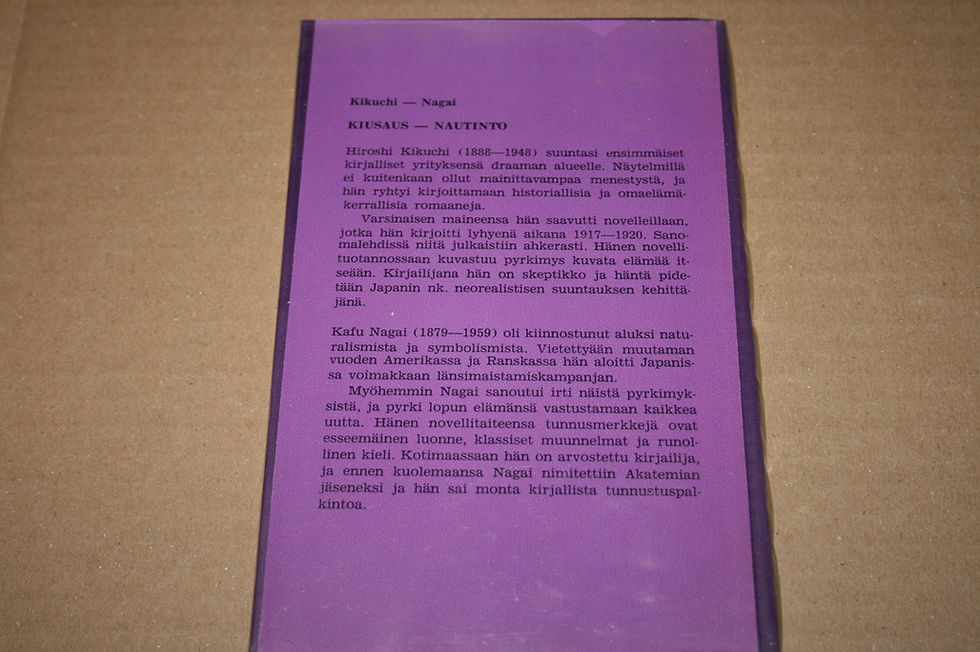 Kikuchi — Nagai
KIUSAUS — NAUTINTO
Hiroshi Kikuchi (1888—1948) suuntasi ensimmäiset
kirjalliset yrityksensä draaman alueelle. Näytelmillä
ei kuitenkaan ollut mainittavampaa menestystä, ja
hän ryhtyi kirjoittamaan historiallisia ja omaelämä-
kerrallisia romaaneja.
Varsinaisen maineensa hän saavutti novelleillaan,
jotka hän kirjoitti lyhyenä aikana 1917—1920. Sano-
malehdissä niitä julkaistiin ahkerasti. Hänen novelli-
tuotannossaan kuvastuu pyrkimys kuvata elämää it-
seään. Kirjailijana hän on skeptikko ja häntä pide-
tään Japanin nk. neorealistisen suuntauksen kehittä-
jänä.
Kafu Nagai (1879—1959) oli kiinnostunut aluksi natu-
ralismista ja symbolismista. Vietettyään muutaman
vuoden Amerikassa ja Ranskassa hän aloitti Japanis-
sa voimakkaan länsimaistamiskampanjan.
Myöhemmin Nagai sanoutui irti näistä pyrkimyk-
sistä, ja pyrki lopun elämänsä vastustamaan kaikkea
uutta. Hänen novellitaiteensa tunnusmerkkejä ovat
esseemäinen luonne, klassiset muunnelmat ja runol-
linen kieli. Kotimaassaan hän on arvostettu kirjailija,
ja ennen kuolemaansa Nagai nimitettiin Akatemian
jäseneksi ja hän sai monta kirjallista tunnustuspal-
kintoa.